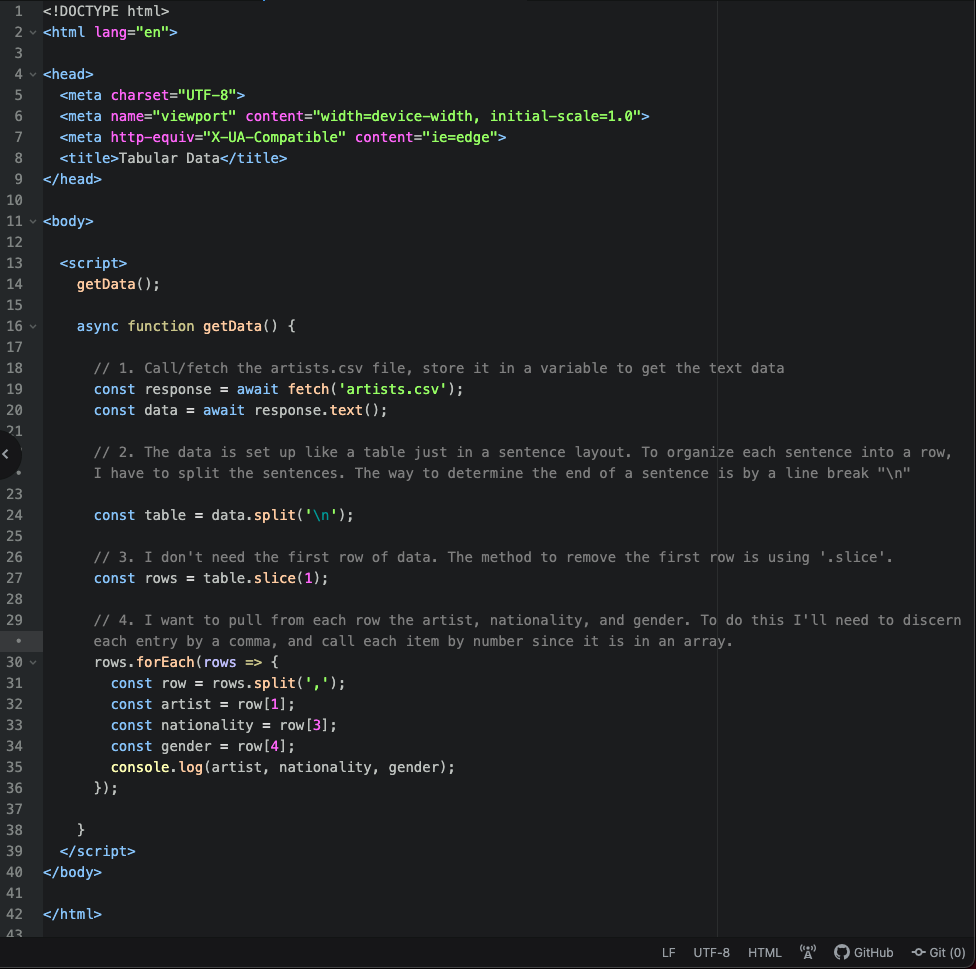 1 <!DOCTYPE html>
2 <html lang="en">
3
4 <head>
5 <meta charset="UTF-8">
6 <meta name="viewport" content="width=device-width, initial-scale=1.0">
7 <meta http-equiv="X-UA-Compatible" content="ie=edge">
8 <title>Tabular Data</title>
9 </head>
10
11 <body>
12
13 <script>
14 getData();
15
16 async function getData() {
17
18 // 1. Call/fetch the artists.csv file, store it in a variable to get the text data
19 const response = await fetch('artists.csv');
20 const data = await response.text();
21
// 2. The data is set up like a table just in a sentence layout. To organize each sentence into a row,
I have to split the sentences. The way to determine the end of a sentence is by a line break "\n"
23
24 const table = data.split('\n');
25
26 // 3. I don't need the first row of data. The method to remove the first row is using '.slice'.
27 const rows = table.slice(1);
28
29 // 4. I want to pull from each row the artist, nationality, and gender. To do this I'll need to discern
each entry by a comma, and call each item by number since it is in an array.
30 rows.forEach(rows => {
31 const row = rows.split(',');
32 const artist = row[1];
33 const nationality = row[3];
34 const gender = row[4];
35 console.log(artist, nationality, gender);
36 });
37
38 }
39 </script>
40 </body>
41
42 </html>
43
LF UTF-8 HTML GitHub Git (0)